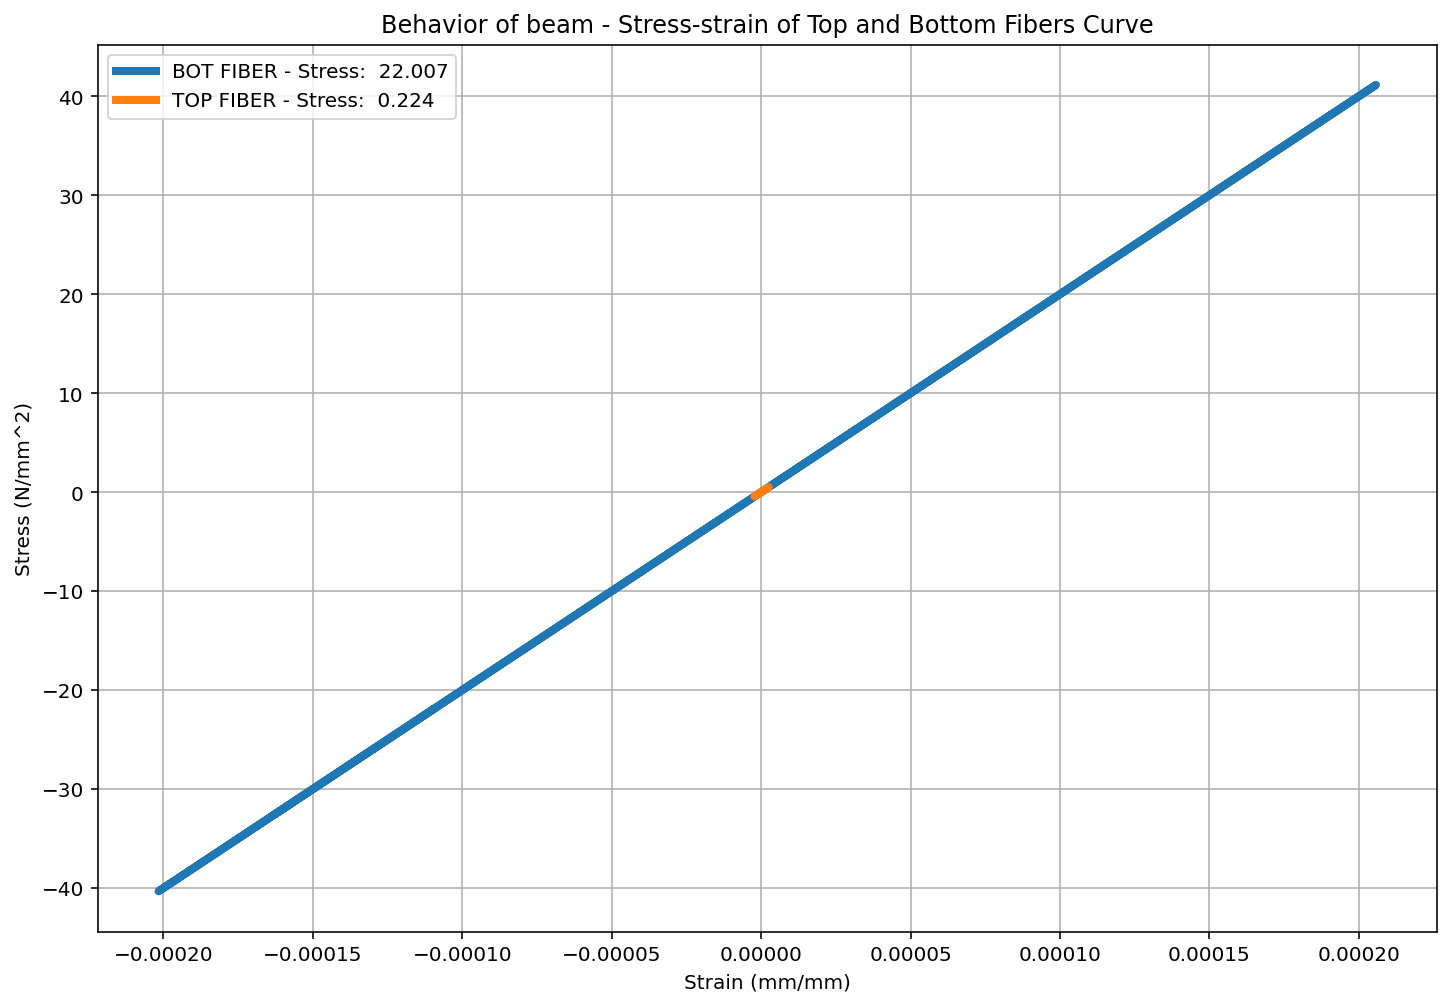 Behavior of beam - Stress-strain of Top and Bottom Fibers Curve
BOT FIBER - Stress:  22.007
TOP FIBER - Stress:  0.224
Stress (N/mm^2)
40
30
20
10
0
−10
−20
−30
−40
−0.00020 −0.00015 −0.00010 −0.00005 0.00000 0.00005 0.00010 0.00015 0.00020
Strain (mm/mm)